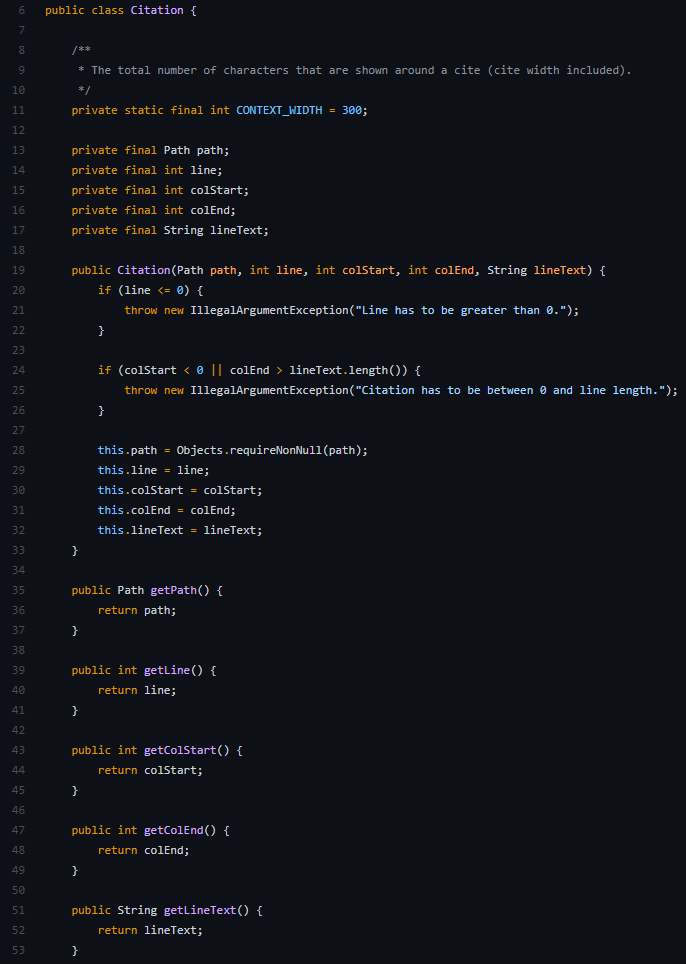 6 public class Citation {
7
8 /**
9 * The total number of characters that are shown around a cite (cite width included).
10 */
11 private static final int CONTEXT_WIDTH = 300;
12
13 private final Path path;
14 private final int line;
15 private final int colStart;
16 private final int colEnd;
17 private final String lineText;
18
19 public Citation(Path path, int line, int colStart, int colEnd, String lineText) {
20 if (line <= 0) {
21 throw new IllegalArgumentException("Line has to be greater than 0.");
22 }
23
24 if (colStart < 0 || colEnd > lineText.length()) {
25 throw new IllegalArgumentException("Citation has to be between 0 and line length.");
26 }
27
28 this.path = Objects.requireNonNull(path);
29 this.line = line;
30 this.colStart = colStart;
31 this.colEnd = colEnd;
32 this.lineText = lineText;
33 }
34
35 public Path getPath() {
36 return path;
37 }
38
39 public int getLine() {
40 return line;
41 }
42
43 public int getColStart() {
44 return colStart;
45 }
46
47 public int getColEnd() {
48 return colEnd;
49 }
50
51 public String getLineText() {
52 return lineText;
53 }